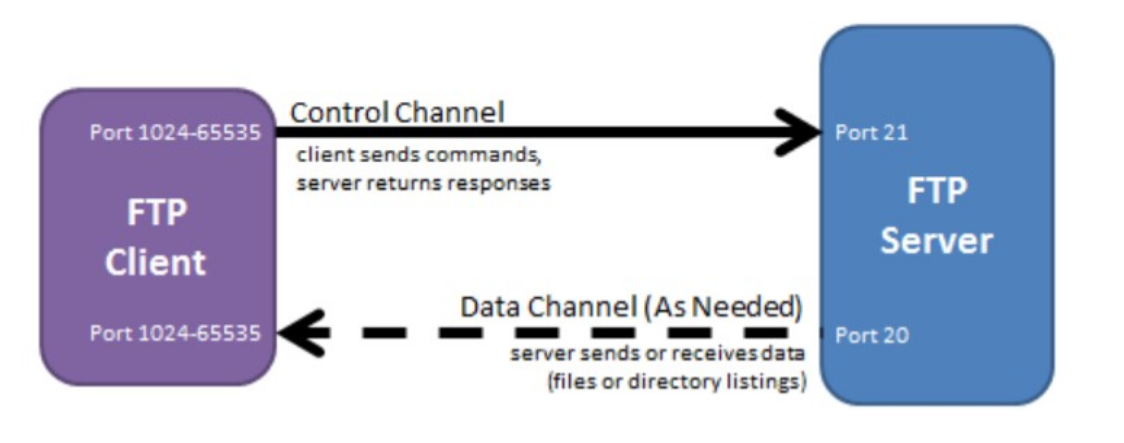 Control Channel
Port 1024-65535
Port 21
client sends commands,
server returns responses
FTP
Client
FTP
Server
Data Channel (As Needed)
Port 1024-65535
Port 20
server sends or receives data
(files or directory listings)